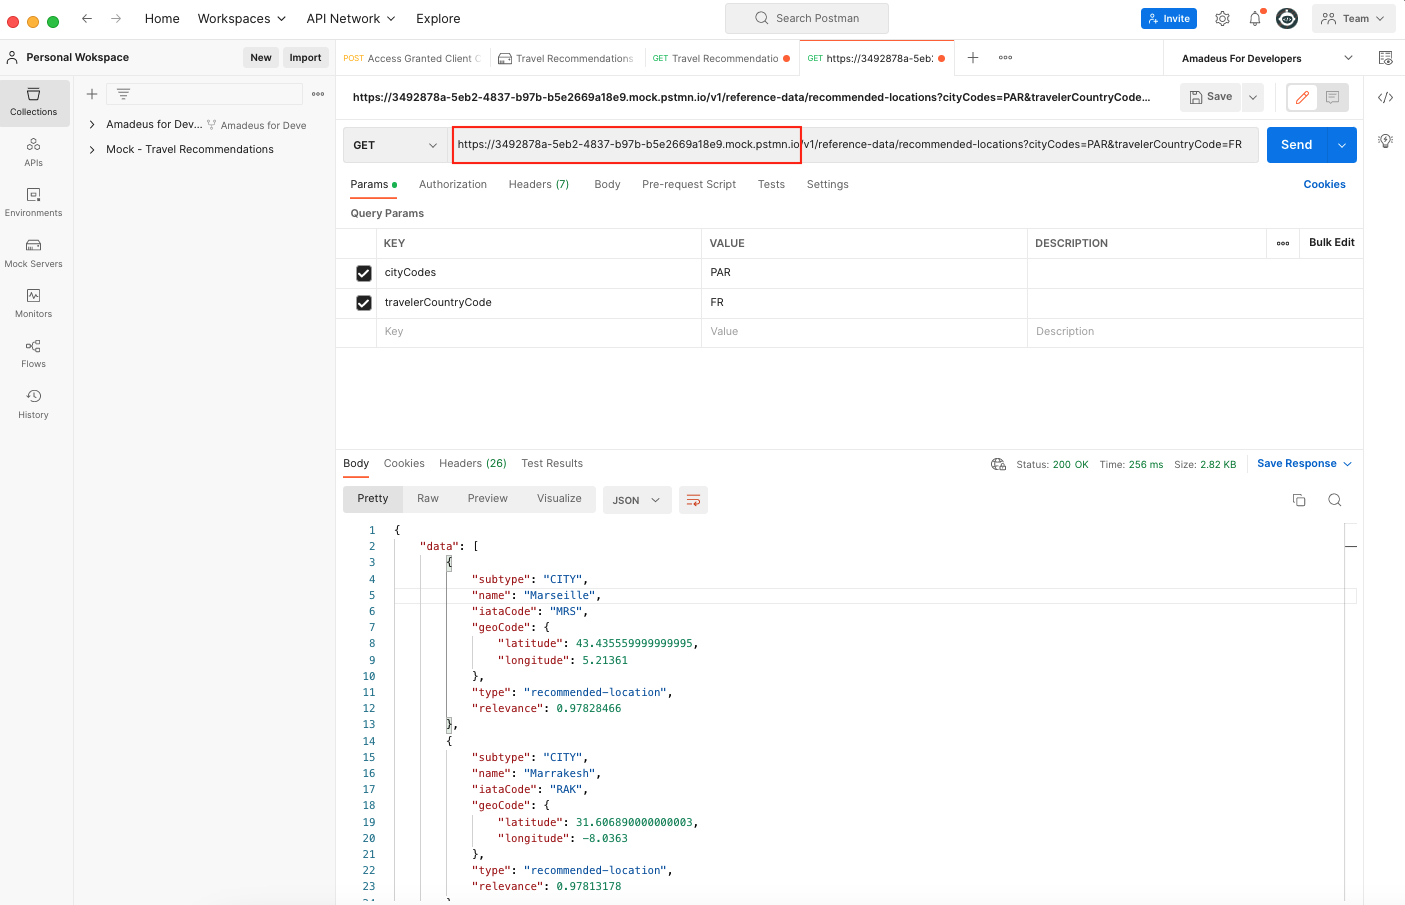 Home Workspaces API Network Explore Search Postman Invite Team
Personal Wokspace New Import
POST Access Granted Client C Travel Recommendations GET Travel Recommendatio GET https://3492878a-5eb2 Amadeus For Developers
Collections
APIs
Environments
Mock Servers
Monitors
Flows
History
Amadeus for Dev... Amadeus for Deve
Mock - Travel Recommendations
https://3492878a-5eb2-4837-b97b-b5e2669a18e9.mock.pstmn.io/v1/reference-data/recommended-locations?cityCodes=PAR&travelerCountryCode... Save
GET https://3492878a-5eb2-4837-b97b-b5e2669a18e9.mock.pstmn.io/v1/reference-data/recommended-locations?cityCodes=PAR&travelerCountryCode=FR Send
Params Authorization Headers (7) Body Pre-request Script Tests Settings Cookies
Query Params
KEY VALUE DESCRIPTION Bulk Edit
cityCodes PAR
travelerCountryCode FR
Key Value Description
Body Cookies Headers (26) Test Results Status: 200 OK Time: 256 ms Size: 2.82 KB Save Response
Pretty Raw Preview Visualize JSON
1 {
2 "data": [
3 {
4 "subtype": "CITY",
5 "name": "Marseille",
6 "iataCode": "MRS",
7 "geoCode": {
8 "latitude": 43.435559999999995,
9 "longitude": 5.21361
10 },
11 "type": "recommended-location",
12 "relevance": 0.97828466
13 },
14 {
15 "subtype": "CITY",
16 "name": "Marrakesh",
17 "iataCode": "RAK",
18 "geoCode": {
19 "latitude": 31.606890000000003,
20 "longitude": -8.0363
21 },
22 "type": "recommended-location",
23 "relevance": 0.97813178